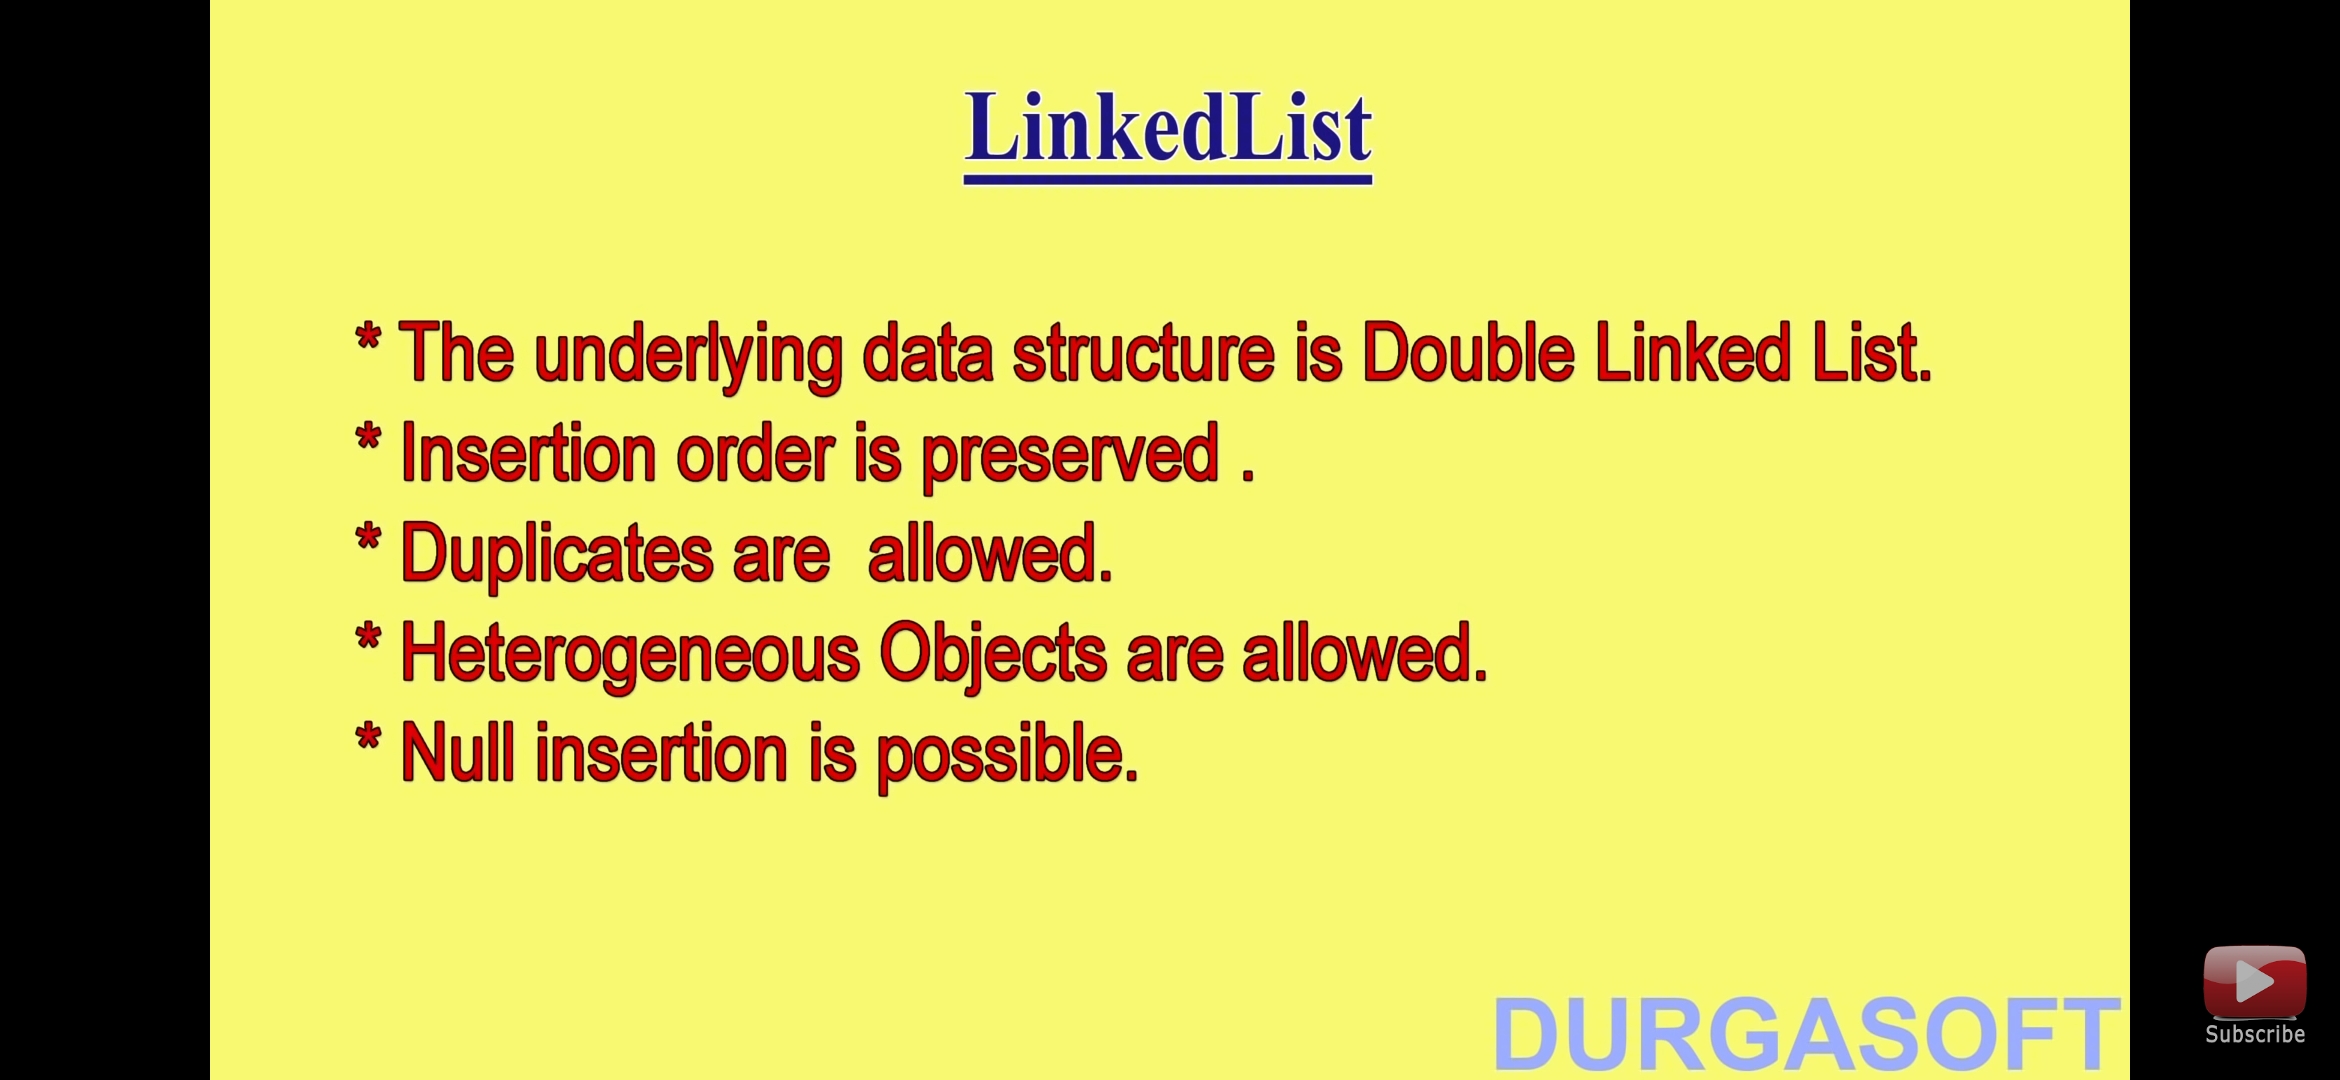 LinkedList
* The underlying data structure is Double Linked List.
* Insertion order is preserved .
* Duplicates are  allowed.
* Heterogeneous Objects are allowed.
* Null insertion is possible.
DURGASOFT
Subscribe